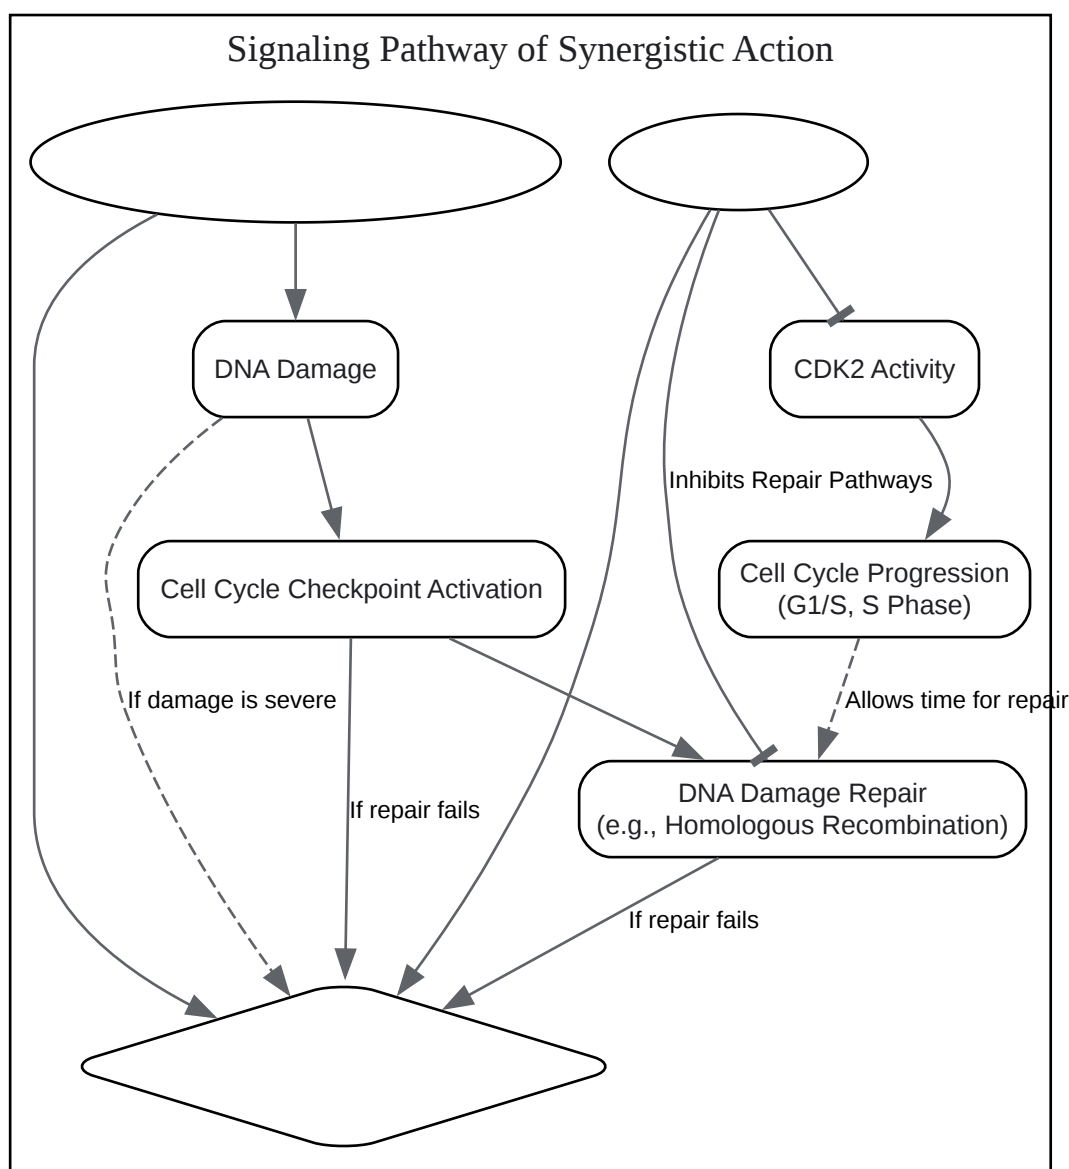 Signaling Pathway of Synergistic Action
DNA Damage
CDK2 Activity
Inhibits Repair Pathways
Cell Cycle Checkpoint Activation
Cell Cycle Progression
(G1/S, S Phase)
If damage is severe
Allows time for repair
If repair fails
DNA Damage Repair
(e.g., Homologous Recombination)
If repair fails